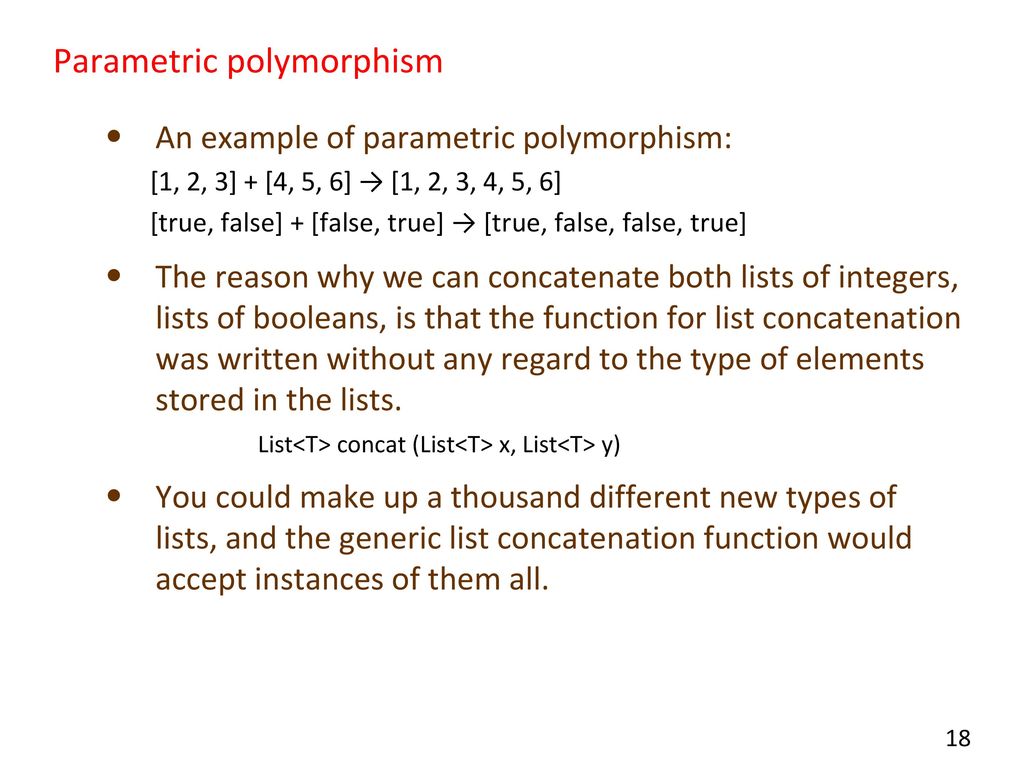 Parametric polymorphism
• An example of parametric polymorphism:
[1, 2, 3] + [4, 5, 6] → [1, 2, 3, 4, 5, 6]
[true, false] + [false, true] → [true, false, false, true]
• The reason why we can concatenate both lists of integers,
lists of booleans, is that the function for list concatenation
was written without any regard to the type of elements
stored in the lists.
List<T> concat (List<T> x, List<T> y)
• You could make up a thousand different new types of
lists, and the generic list concatenation function would
accept instances of them all.
18